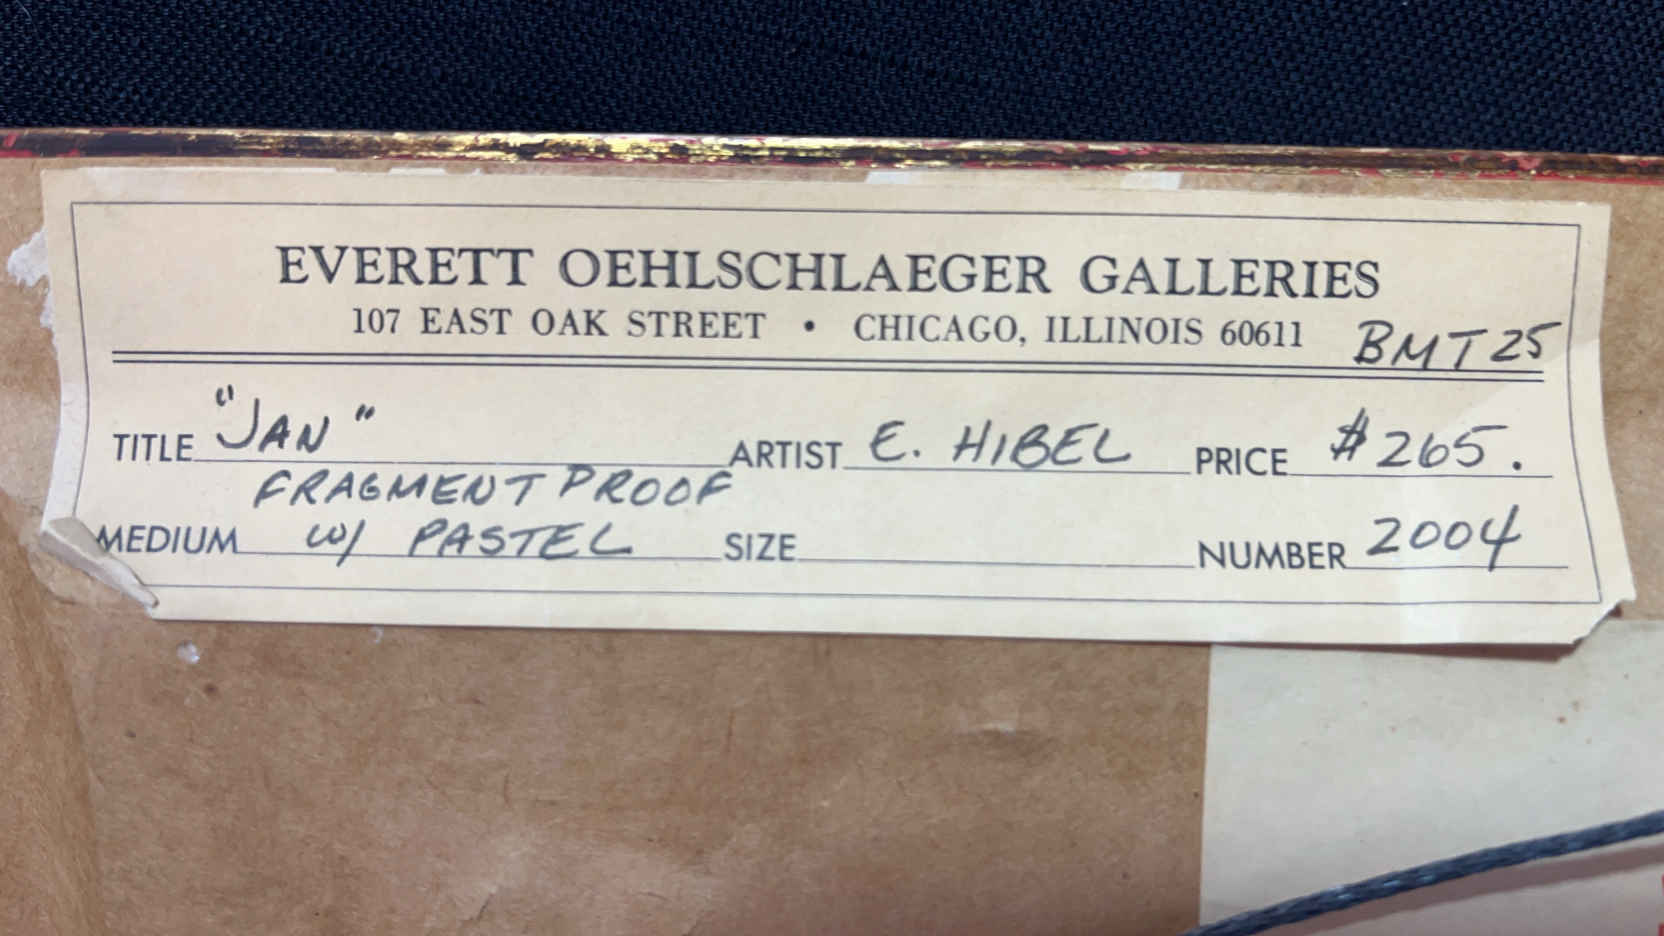 EVERETT OEHLSCHLAEGER GALLERIES
107 EAST OAK STREET • CHICAGO, ILLINOIS 60611 BMT25
TITLE "JAN" ARTIST E. HIBEL PRICE $265.
FRAGMENT PROOF
MEDIUM W/ PASTEL SIZE NUMBER 2004